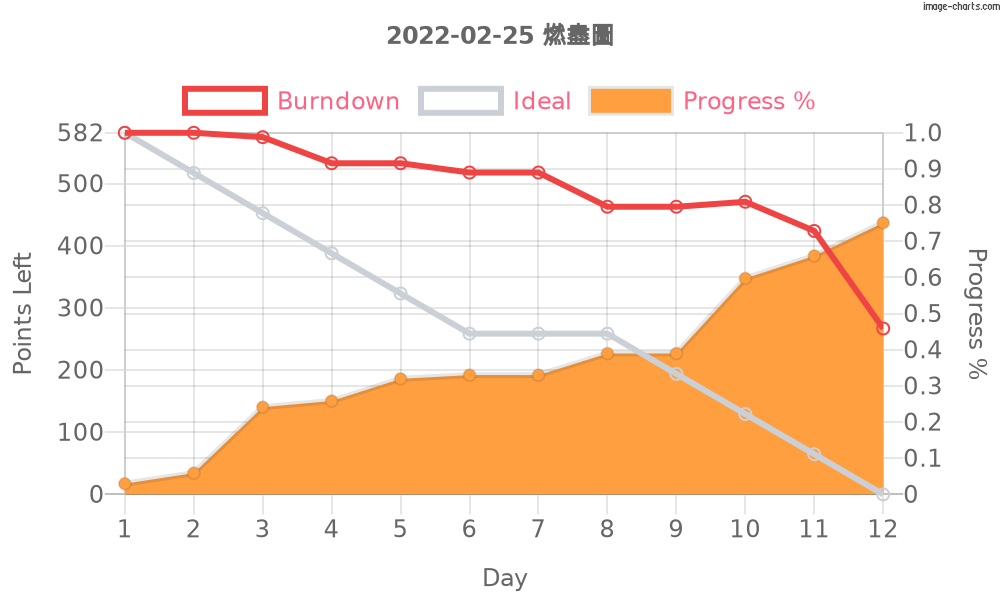 image-charts.com
2022-02-25 燃盡圖
Burndown Ideal Progress %
582 1.0
0.9
500
0.8
400 0.7
0.6
300 0.5
0.4
200
0.3
100 0.2
0.1
0 0
1 2 3 4 5 6 7 8 9 10 11 12
Points Left
Progress %
Day